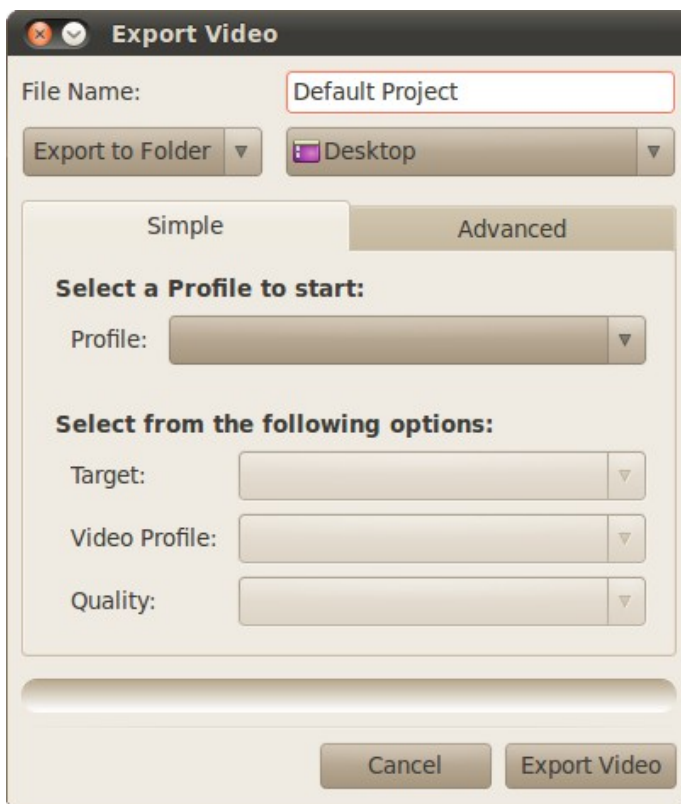 Export Video
File Name: Default Project
Export to Folder Desktop
Simple Advanced
Select a Profile to start:
Profile:
Select from the following options:
Target:
Video Profile:
Quality:
Cancel Export Video